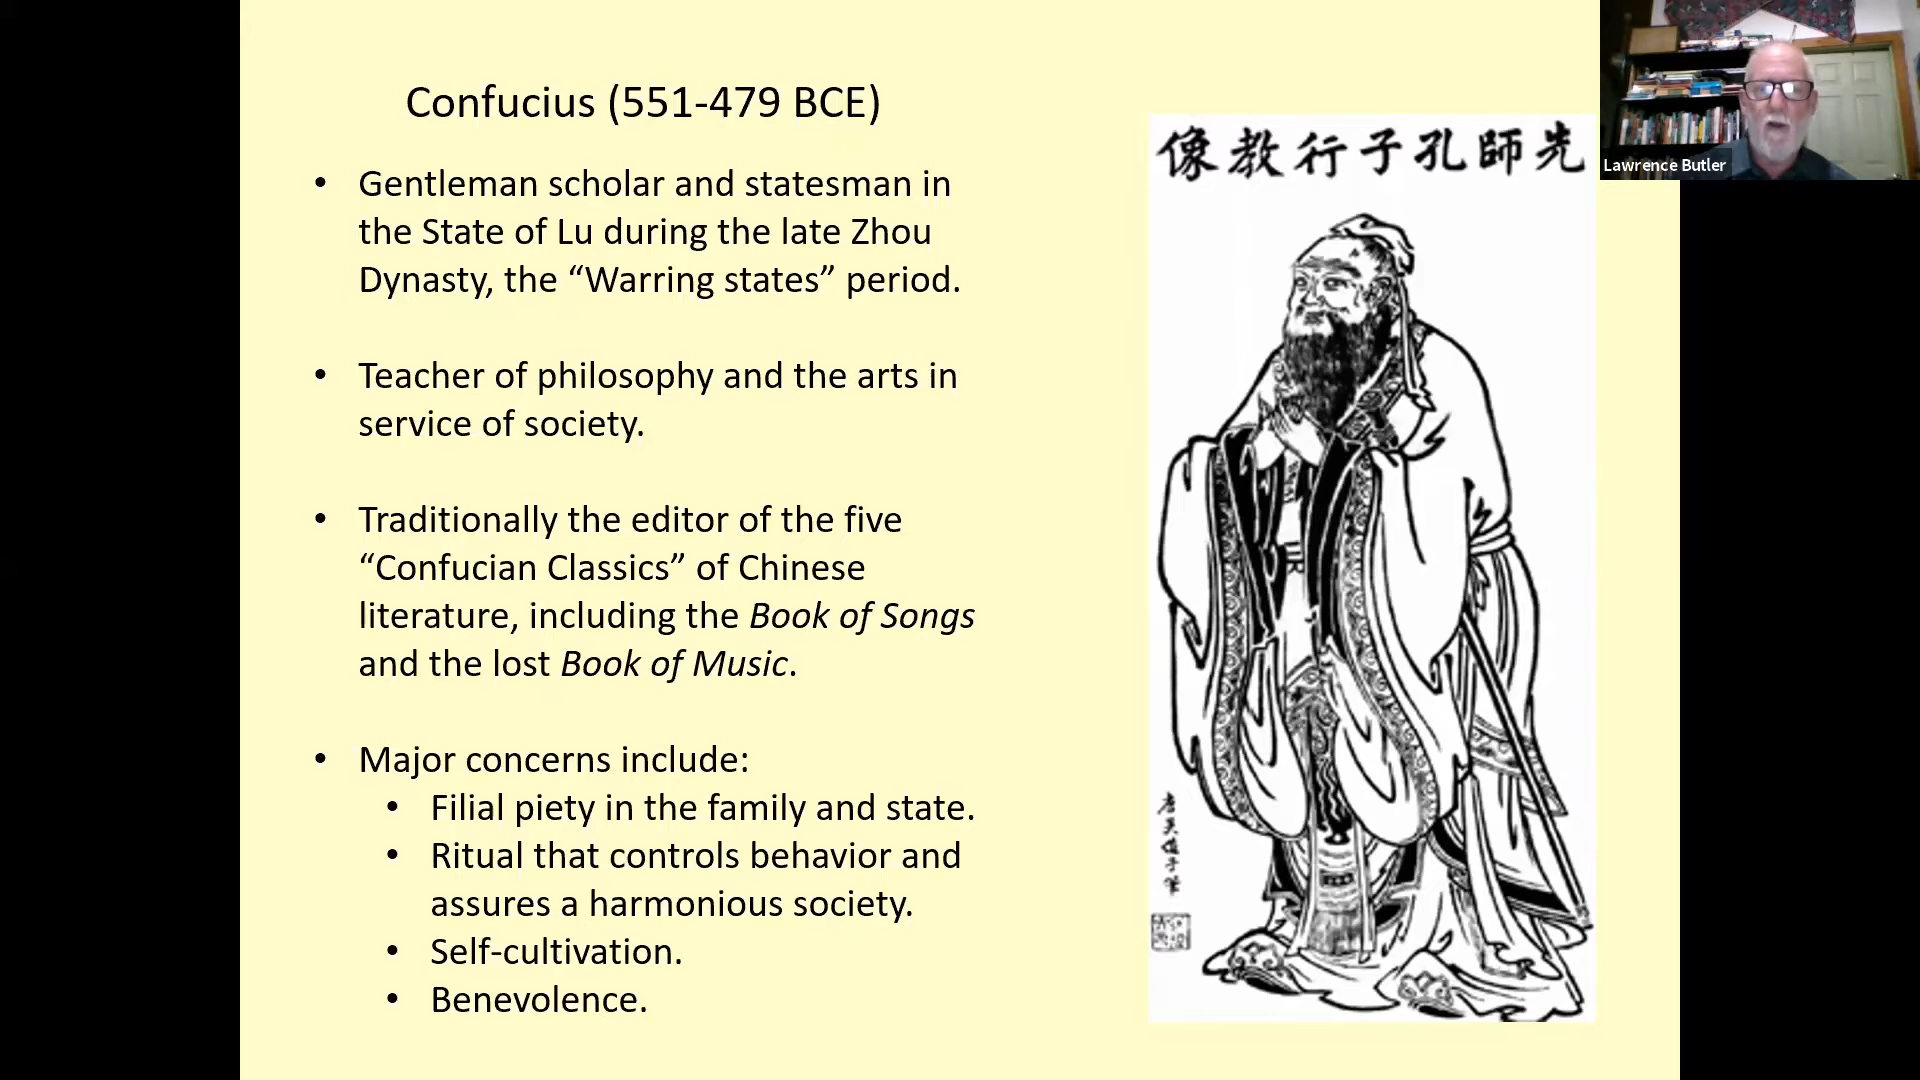 Confucius (551-479 BCE)
• Gentleman scholar and statesman in
the State of Lu during the late Zhou
Dynasty, the “Warring states” period.
• Teacher of philosophy and the arts in
service of society.
• Traditionally the editor of the five
“Confucian Classics” of Chinese
literature, including the Book of Songs
and the lost Book of Music.
• Major concerns include:
• Filial piety in the family and state.
• Ritual that controls behavior and
assures a harmonious society.
• Self-cultivation.
• Benevolence.
像教行子孔師先
Lawrence Butler